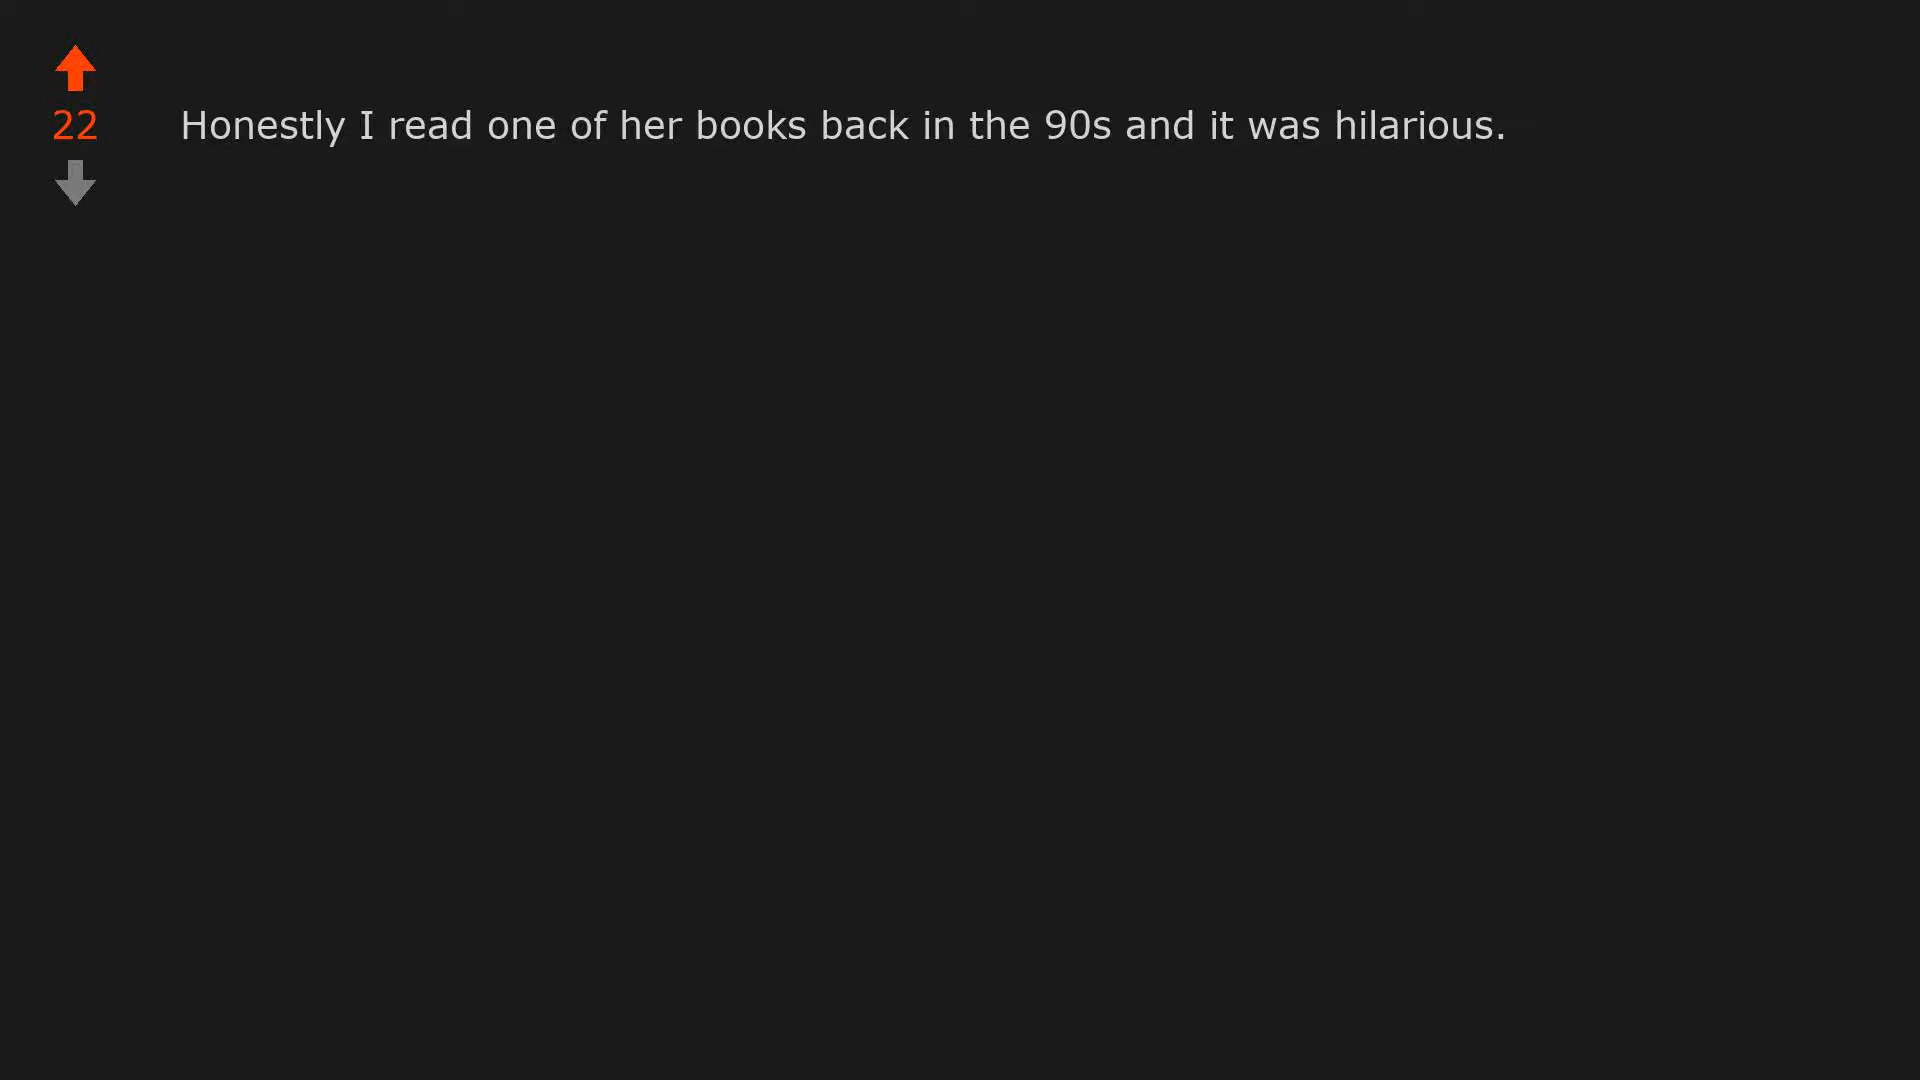 22
Honestly I read one of her books back in the 90s and it was hilarious.